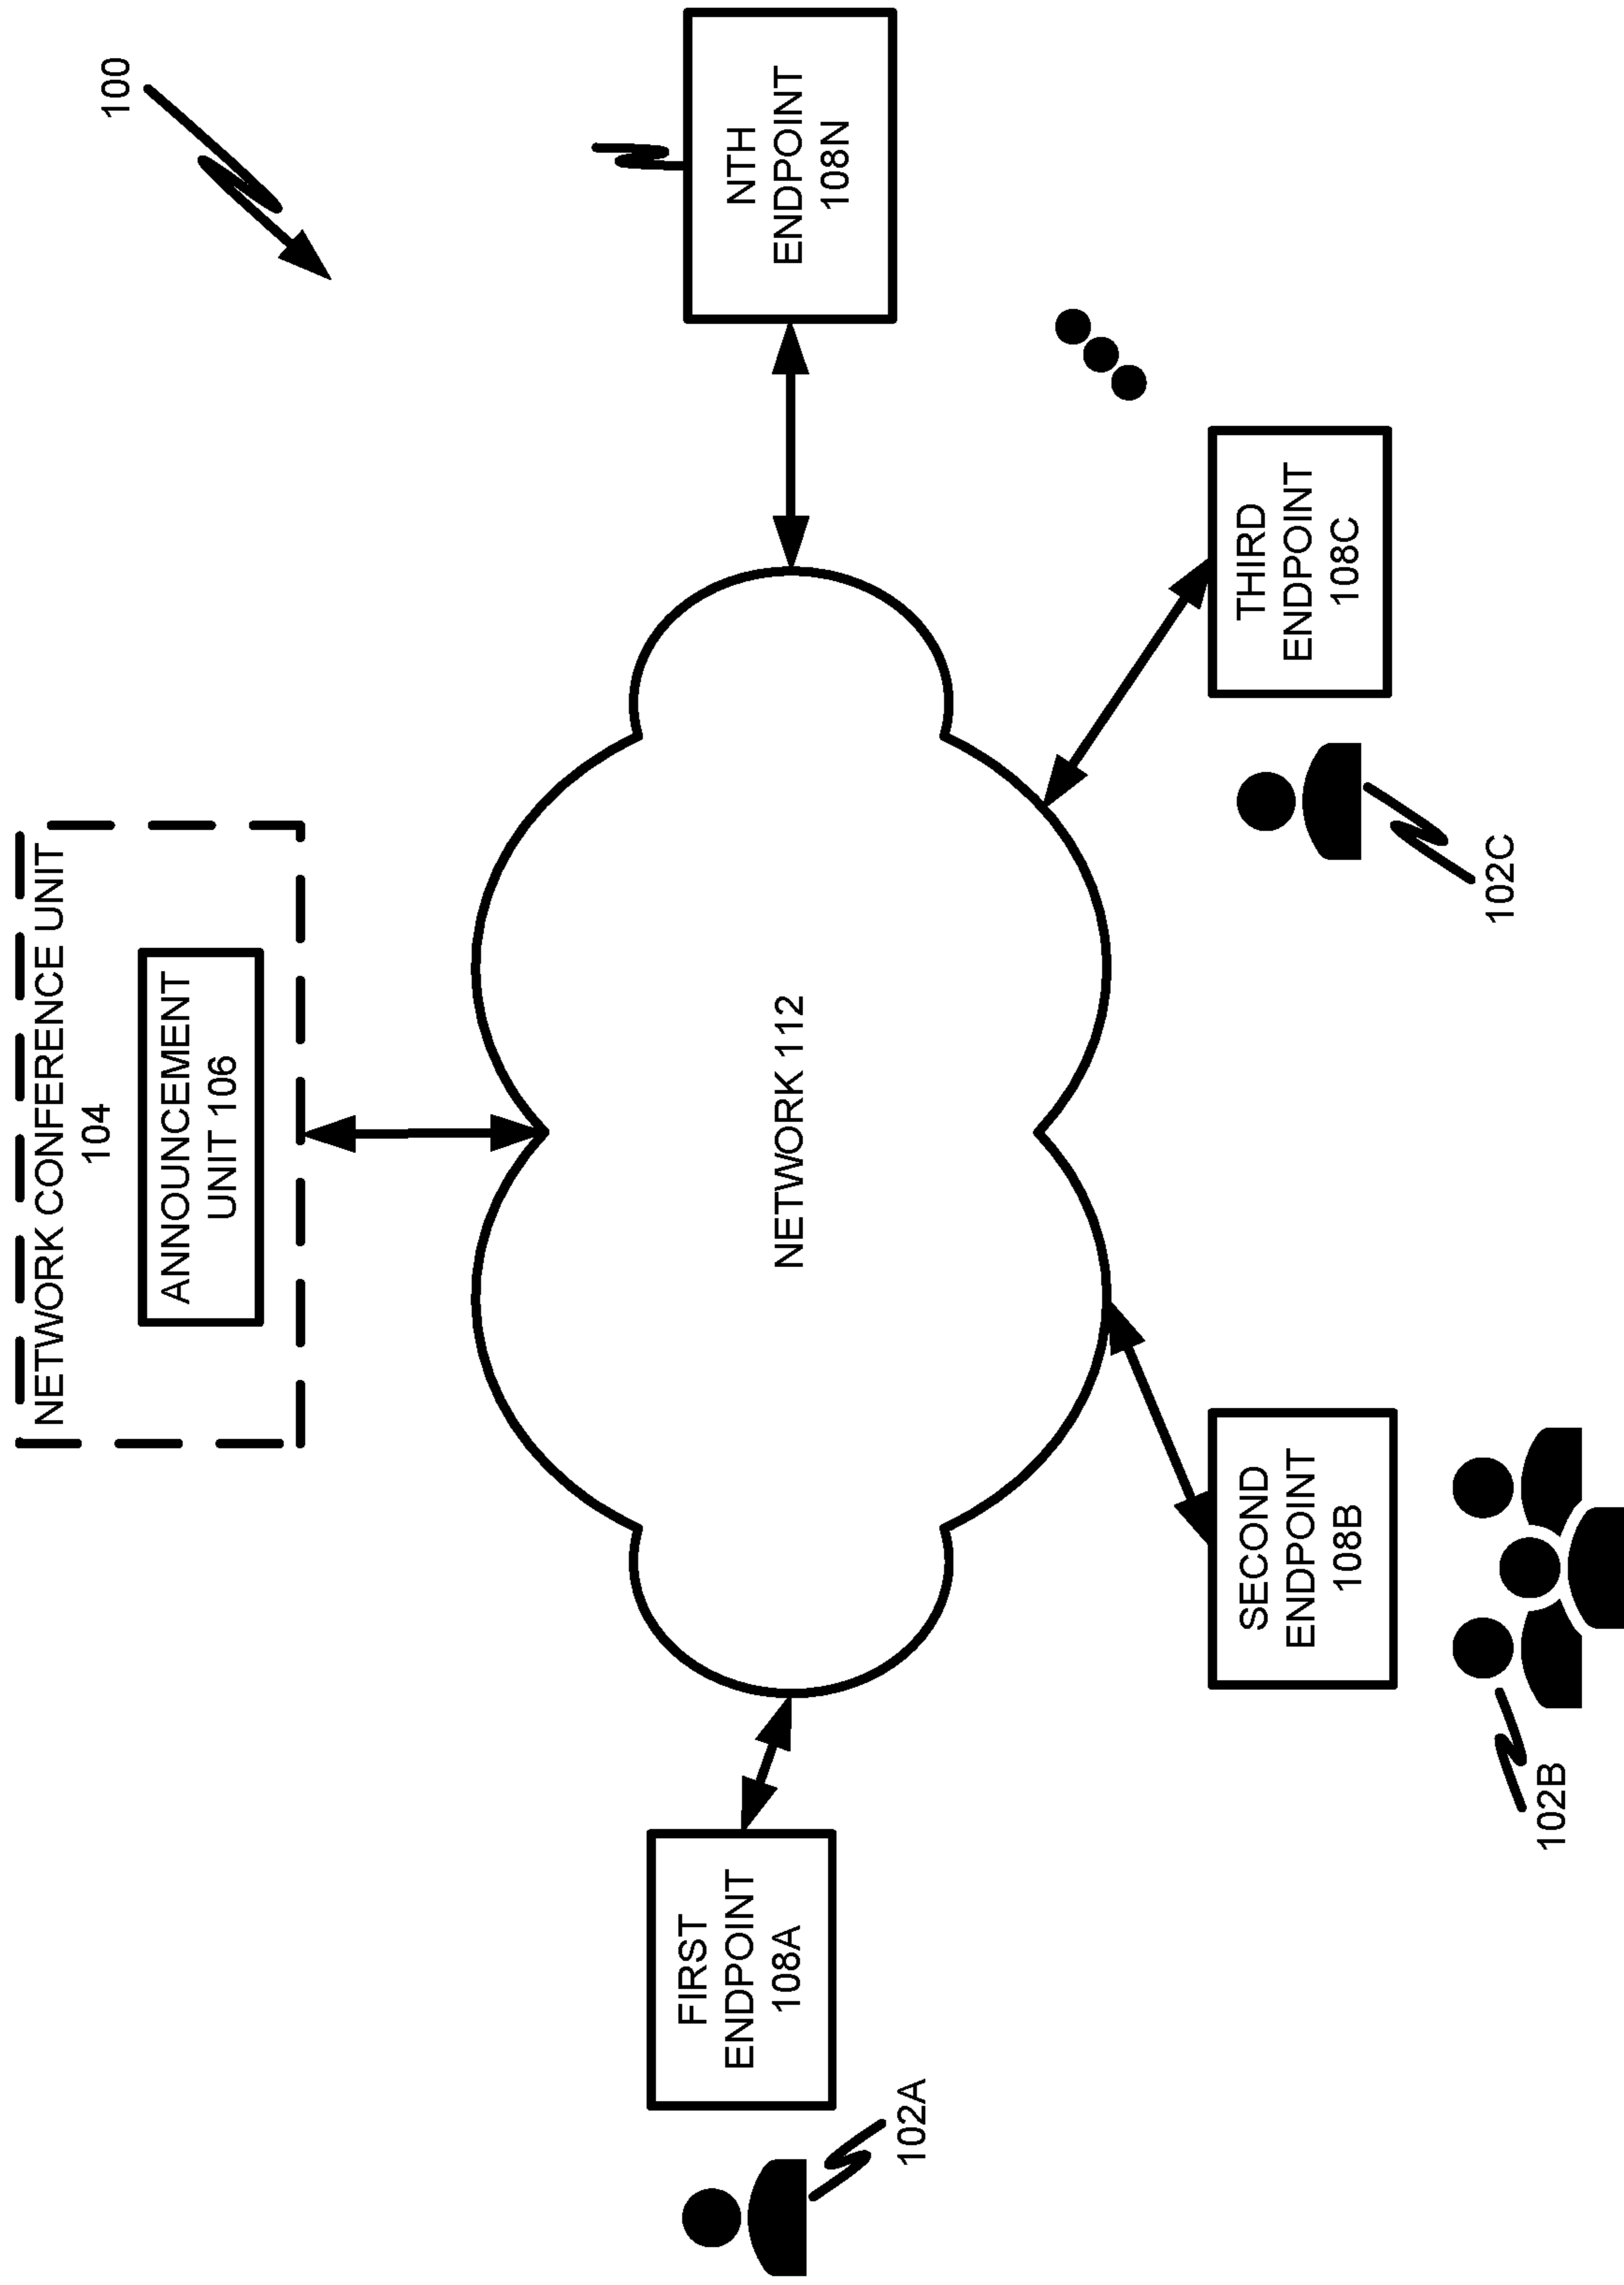 100
NETWORK CONFERENCE UNIT
104
ANNOUNCEMENT
UNIT 106
NETWORK 112
FIRST
ENDPOINT
108A
102A
SECOND
ENDPOINT
108B
102B
THIRD
ENDPOINT
108C
102C
NTH
ENDPOINT
108N